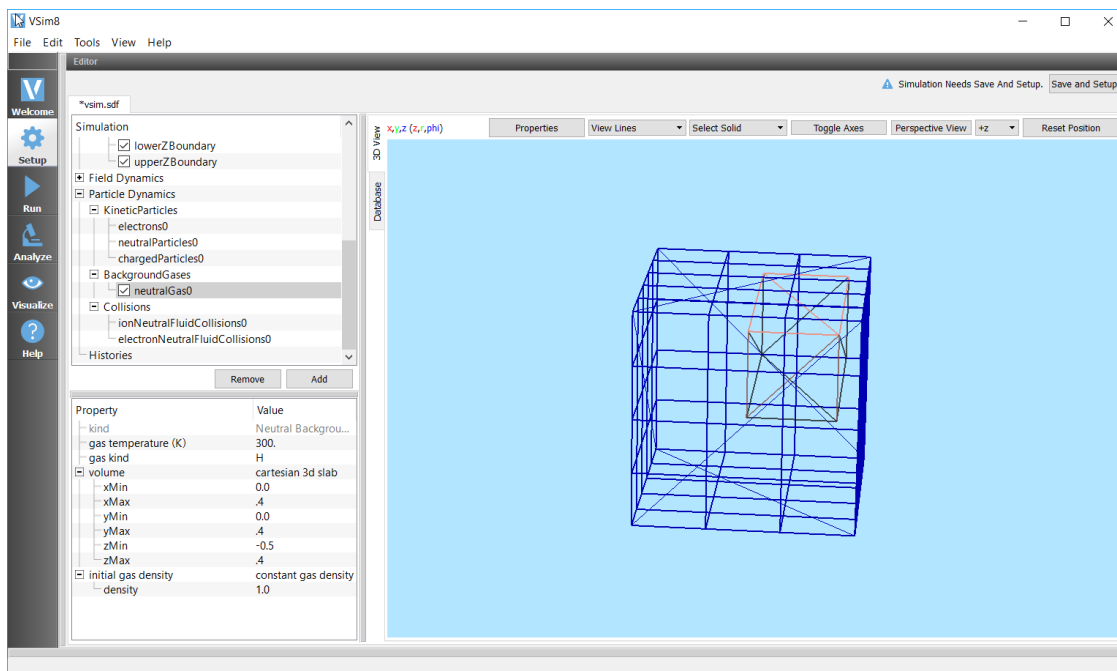 VSim8
File Edit Tools View Help
Editor
Simulation Needs Save And Setup. Save and Setup
*vsim.sdf
Welcome
Setup
Run
Analyze
Visualize
Help
Simulation
lowerZBoundary
upperZBoundary
Field Dynamics
Particle Dynamics
KineticParticles
electrons0
neutralParticles0
chargedParticles0
BackgroundGases
neutralGas0
Collisions
ionNeutralFluidCollisions0
electronNeutralFluidCollisions0
Histories
Remove Add
Property Value
kind Neutral Backgrou...
gas temperature (K) 300.
gas kind H
volume cartesian 3d slab
xMin 0.0
xMax .4
yMin 0.0
yMax .4
zMin -0.5
zMax .4
initial gas density constant gas density
density 1.0
3D View
Database
x,y,z (z,r,phi) Properties View Lines Select Solid Toggle Axes Perspective View +z Reset Position